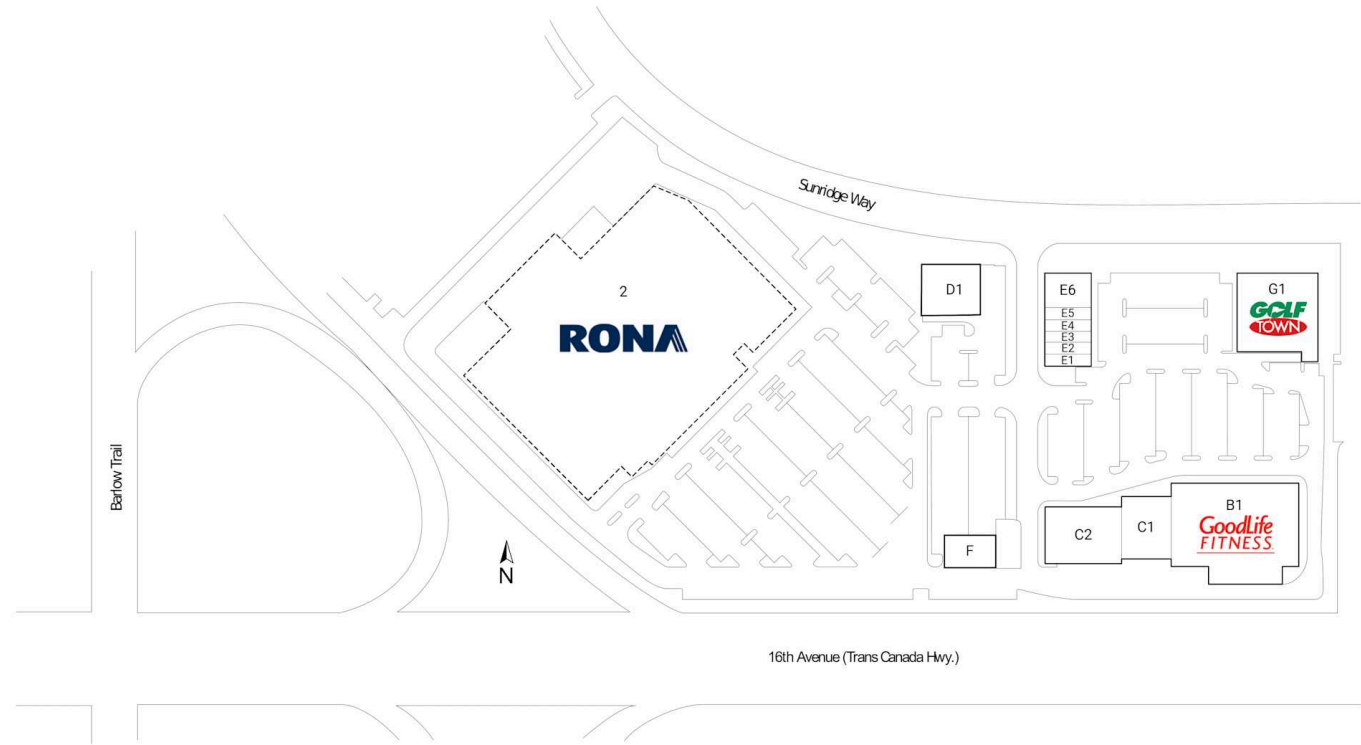 Sunridge Way
2
RONA
D1
E6
E5
E4
E3
E2
E1
G1
GOLF
TOWN
Barlow Trail
N
F
C2
C1
B1
GoodLife
FITNESS
16th Avenue (Trans Canada Hwy.)